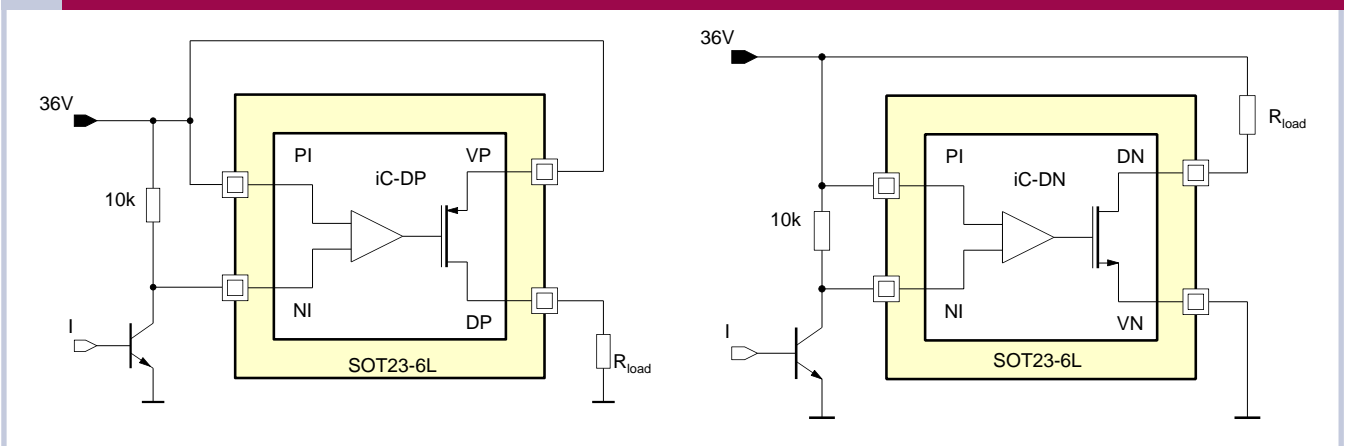 36V
PI
iC-DP
VP
10k
NI
DP
I
SOT23-6L
Rload
36V
Rload
PI
iC-DN
DN
10k
NI
VN
I
SOT23-6L